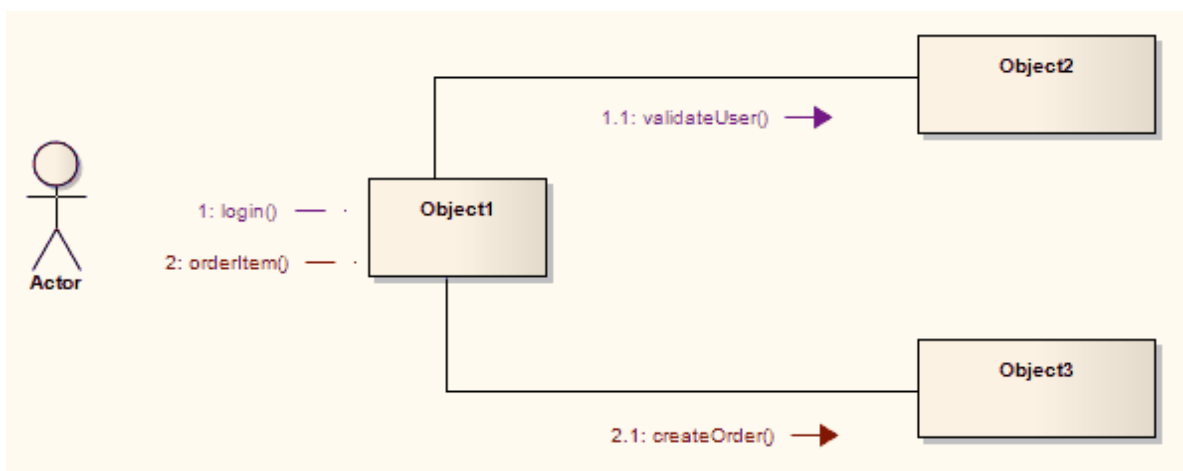 Object2
1.1: validateUser()
Object1
1: login()
2: orderItem()
Actor
Object3
2.1: createOrder()